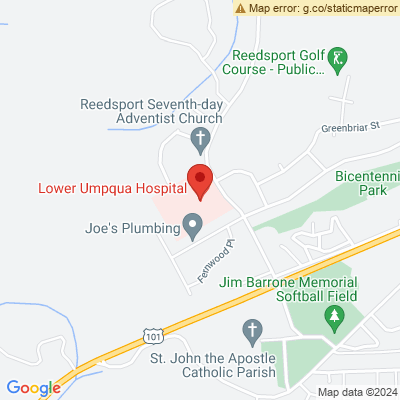 Map error: g.co/staticmaperror
Reedsport Golf
Course - Public...
Reedsport Seventh-day
Adventist Church
Greenbriar St
Lower Umpqua Hospital
Bicentenni
Park
Joe's Plumbing
Fernwood Pl
Jim Barrone Memorial
Softball Field
101
St. John the Apostle
Catholic Parish
Google
Map data ©2024